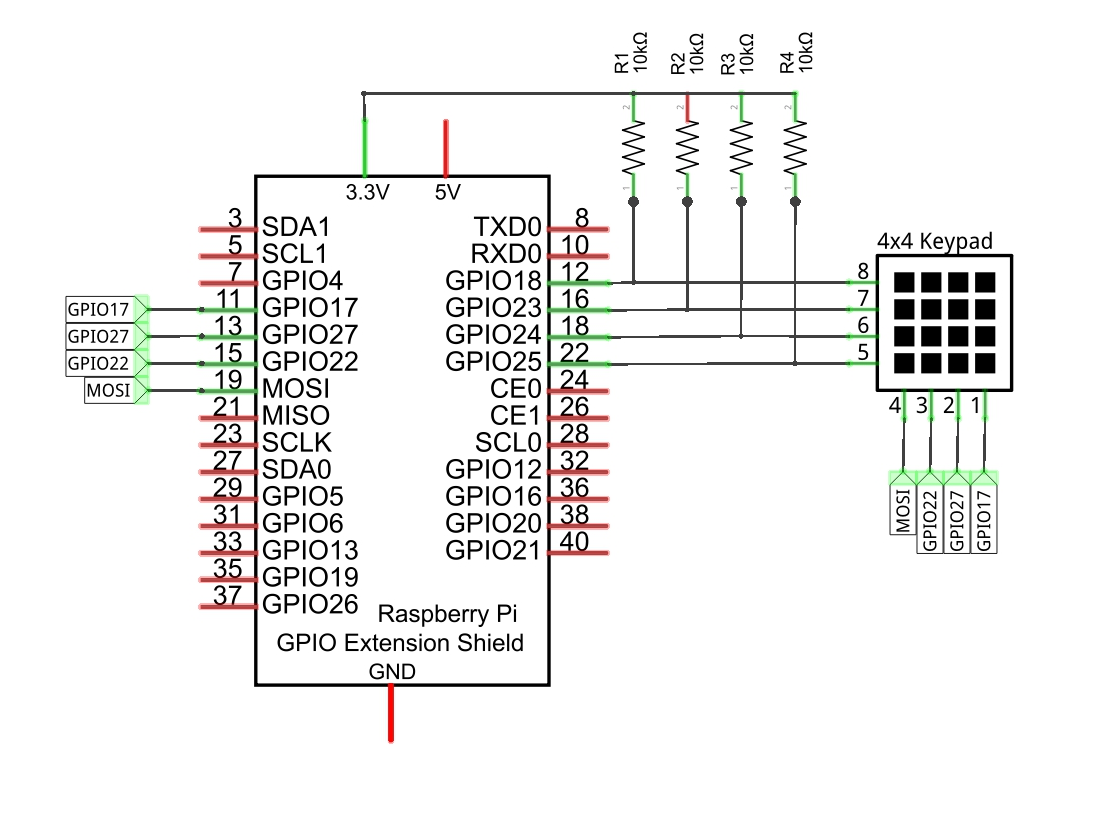 R1 10kΩ
R2 10kΩ
R3 10kΩ
R4 10kΩ
2 2 2 2
1 1 1 1
3.3V 5V
3 SDA1 TXD0 8
5 SCL1 RXD0 10
7 GPIO4 GPIO18 12
GPIO17 11 GPIO17 GPIO23 16
GPIO27 13 GPIO27 GPIO24 18
GPIO22 15 GPIO22 GPIO25 22
MOSI 19 MOSI CE0 24
21 MISO CE1 26
23 SCLK SCL0 28
27 SDA0 GPIO12 32
29 GPIO5 GPIO16 36
31 GPIO6 GPIO20 38
33 GPIO13 GPIO21 40
35 GPIO19
37 GPIO26
Raspberry Pi
GPIO Extension Shield
GND
4x4 Keypad
8
7
6
5
4 3 2 1
MOSI
GPIO22
GPIO27
GPIO17